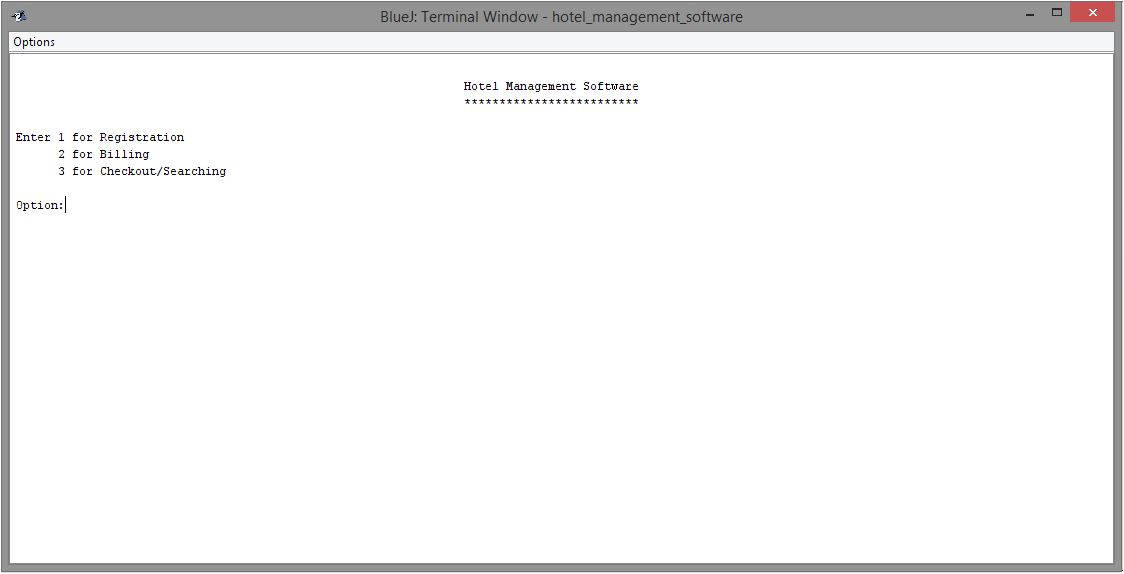 BlueJ: Terminal Window - hotel_management_software
Options
Hotel Management Software
*************************
Enter 1 for Registration
2 for Billing
3 for Checkout/Searching
Option: